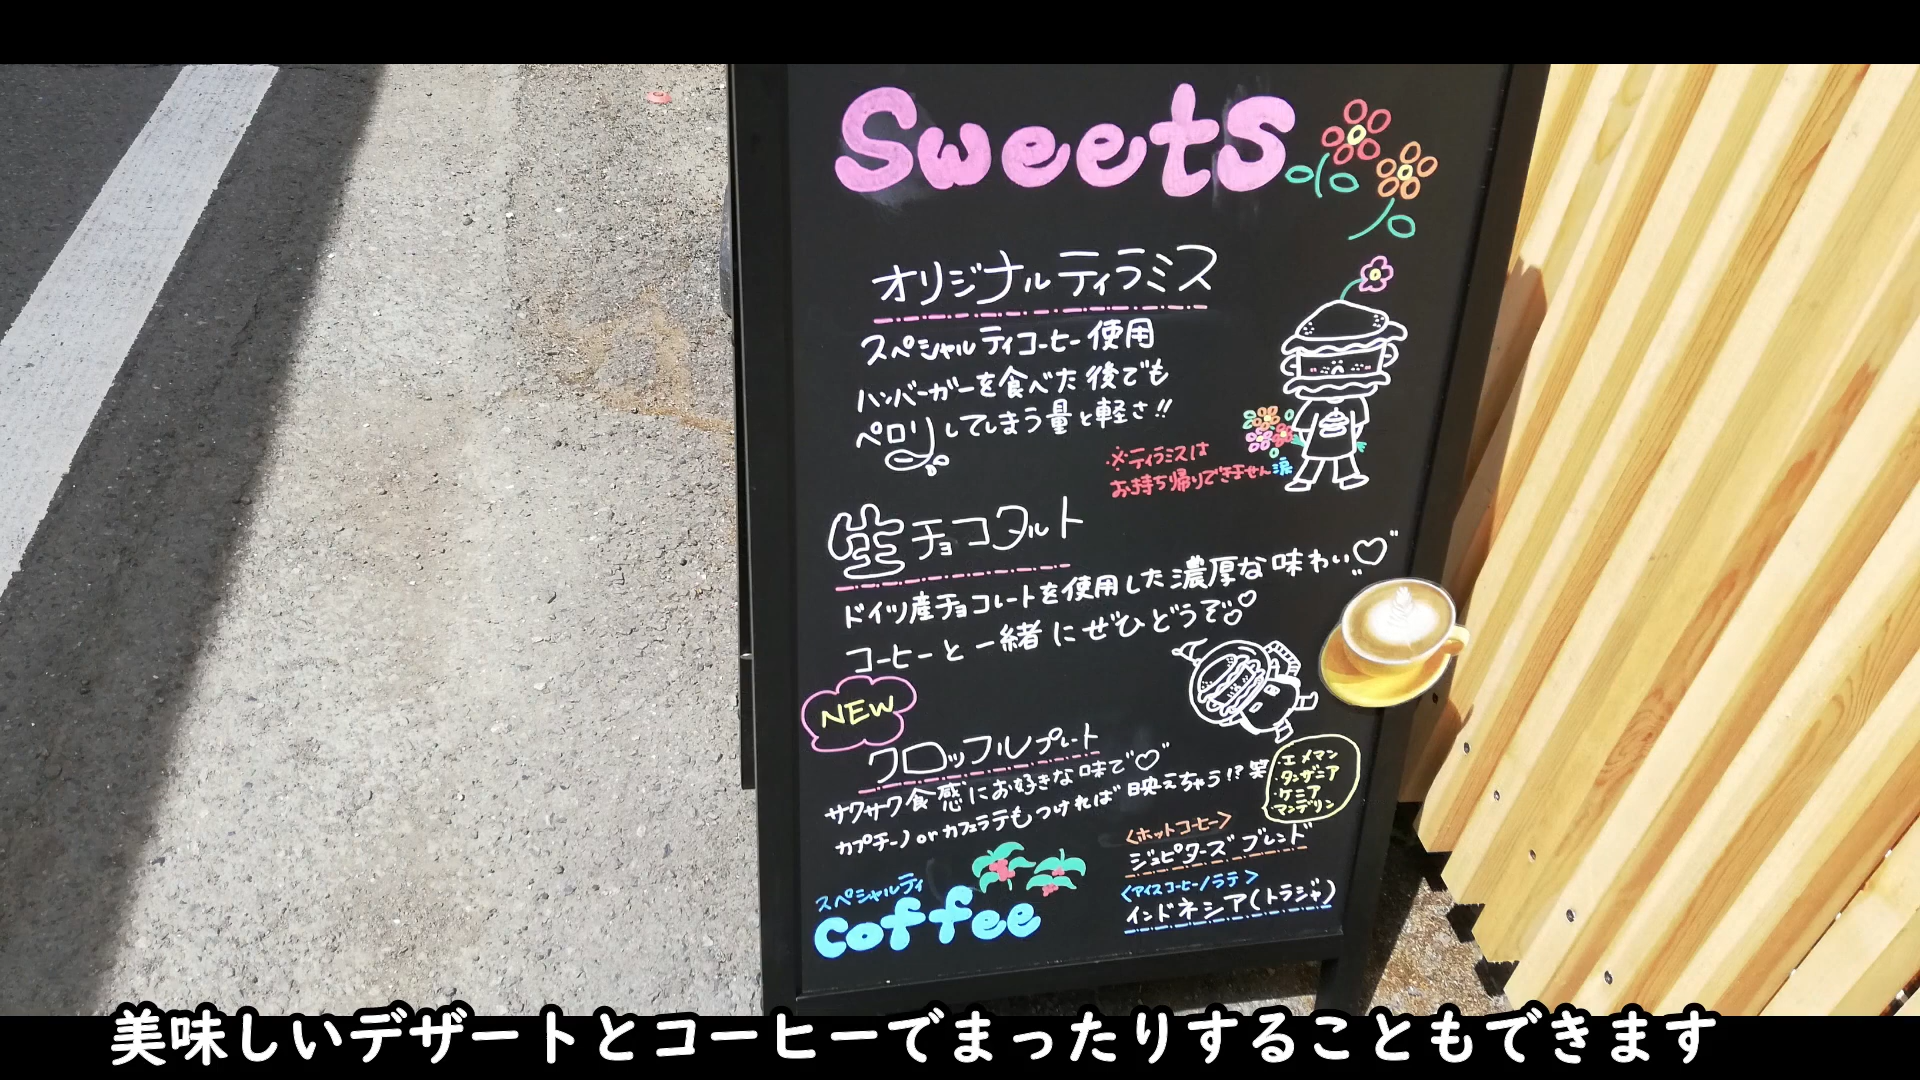 Sweets
オリジナルティラミス
スペシャルティコーヒー使用
ハンバーガーを食べた後でも
ペロリしてしまう量と軽さ!!
※ティラミスは
お持ち帰りできません涙
生チョコタルト
ドイツ産チョコレートを使用した濃厚な味わい♡
コーヒーと一緒にぜひどうぞ♡
NEW
クロッフルプレート
サクサク食感にお好きな味で♡
カプチーノorカフェラテもつければ映えちゃう!?笑
・エメマン
・タンザニア
・ケニア
・マンデリン
<ホットコーヒー>
ジュピターズブレンド
<アイスコーヒー/ラテ>
インドネシア(トラジャ)
スペシャルティ
coffee
美味しいデザートとコーヒーでまったりすることもできます